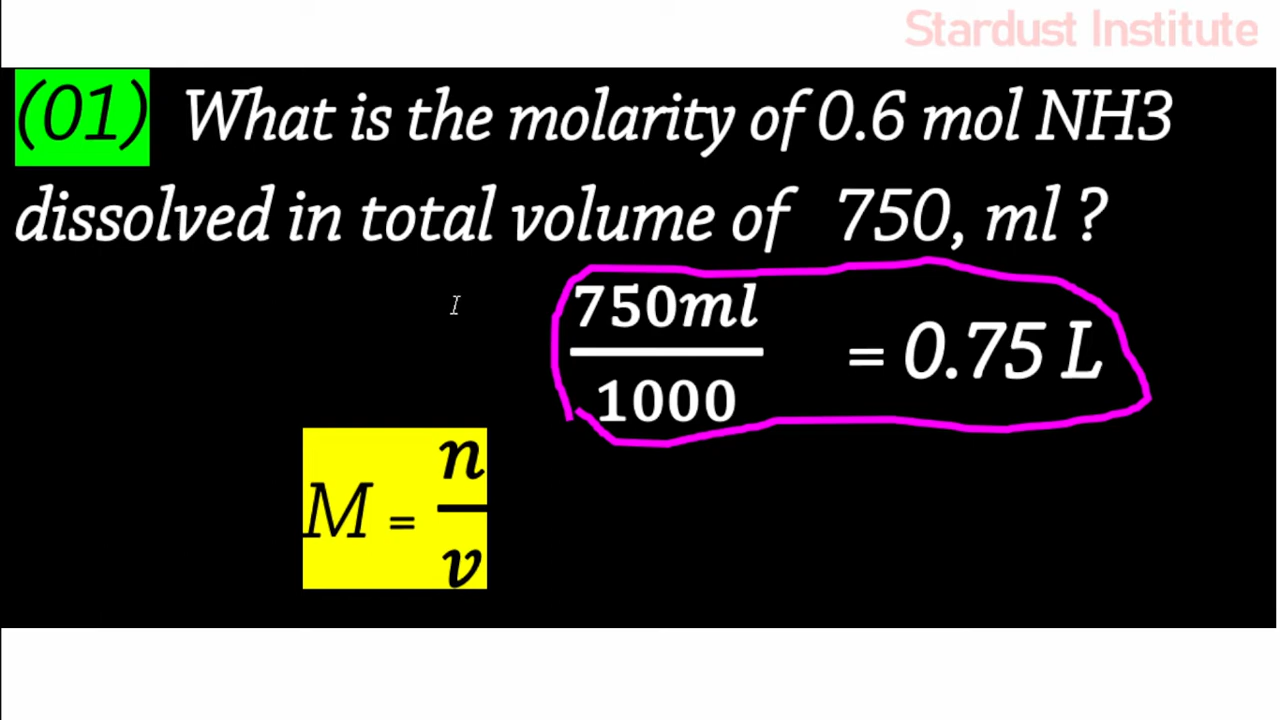 Stardust Institute
(01) What is the molarity of 0.6 mol NH3
dissolved in total volume of 750, ml ?
750ml
1000
= 0.75 L
M = n
v